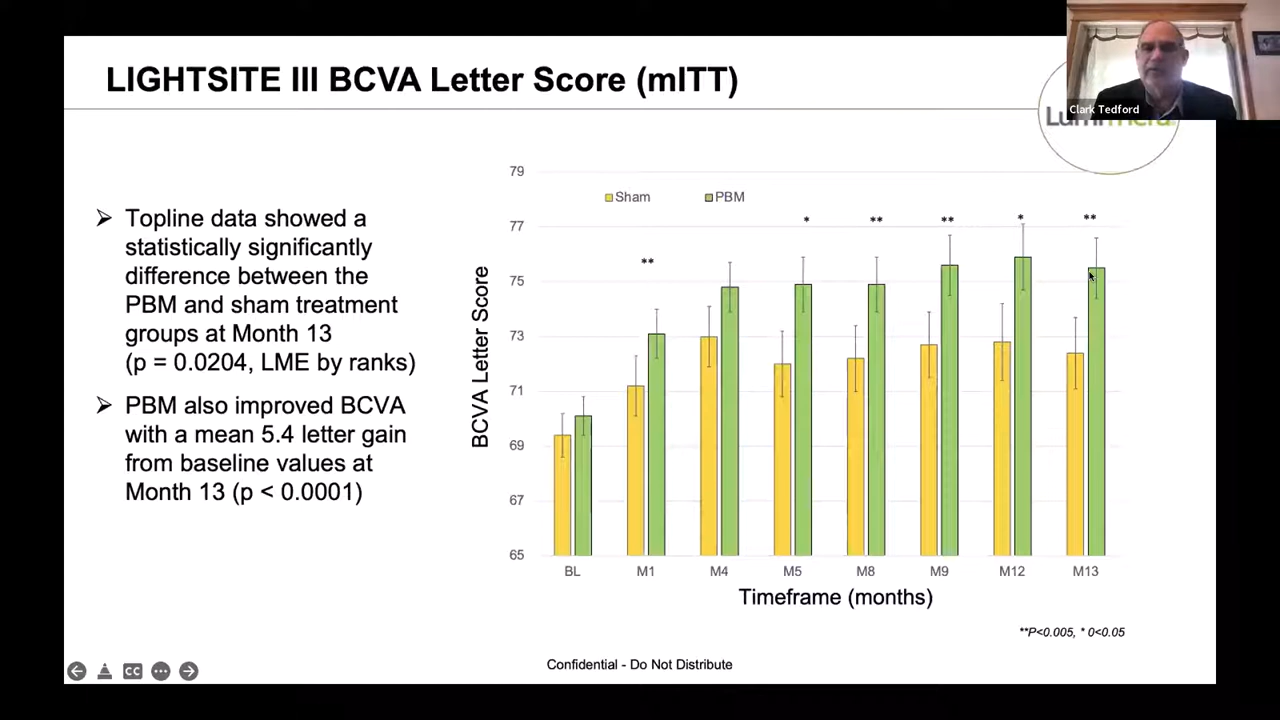 LIGHTSITE III BCVA Letter Score (mITT)
Clark Tedford
➢ Topline data showed a
statistically significantly
difference between the
PBM and sham treatment
groups at Month 13
(p = 0.0204, LME by ranks)
➢ PBM also improved BCVA
with a mean 5.4 letter gain
from baseline values at
Month 13 (p < 0.0001)
Sham PBM
BCVA Letter Score
79
77
75
73
71
69
67
65
** * ** ** * **
BL M1 M4 M5 M8 M9 M12 M13
Timeframe (months)
**P<0.005, * 0<0.05
Confidential - Do Not Distribute
CC